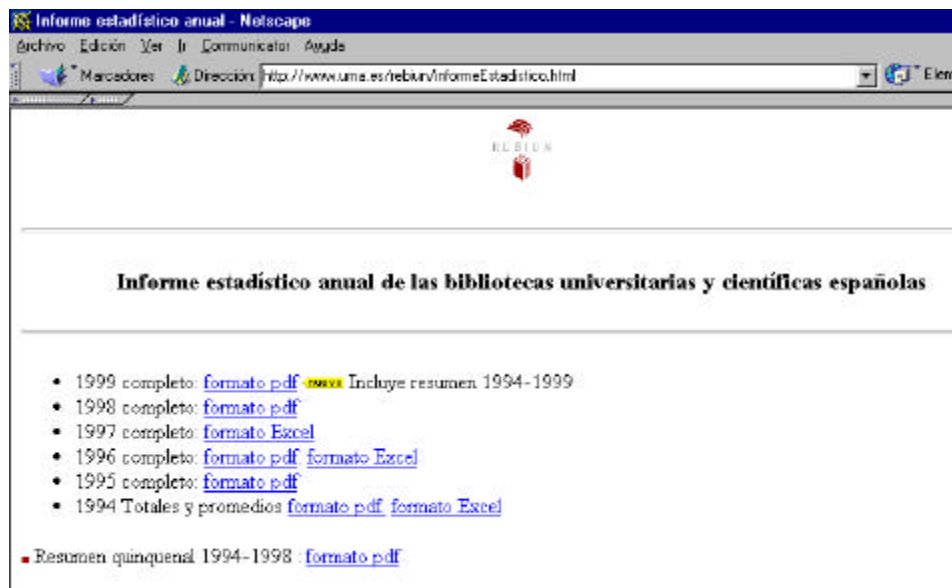 Informe estadístico anual - Netscape
Archivo Edición Ver Ir Communicator Ayuda
Marcadores Dirección: http://www.uma.es/rebiun/InformeEstadistico.html Elem
REBIUN
Informe estadístico anual de las bibliotecas universitarias y científicas españolas
• 1999 completo: formato pdf Incluye resumen 1994-1999
• 1998 completo: formato pdf
• 1997 completo: formato Excel
• 1996 completo: formato pdf, formato Excel
• 1995 completo: formato pdf
• 1994 Totales y promedios formato pdf, formato Excel
Resumen quinquenal 1994-1998 : formato pdf